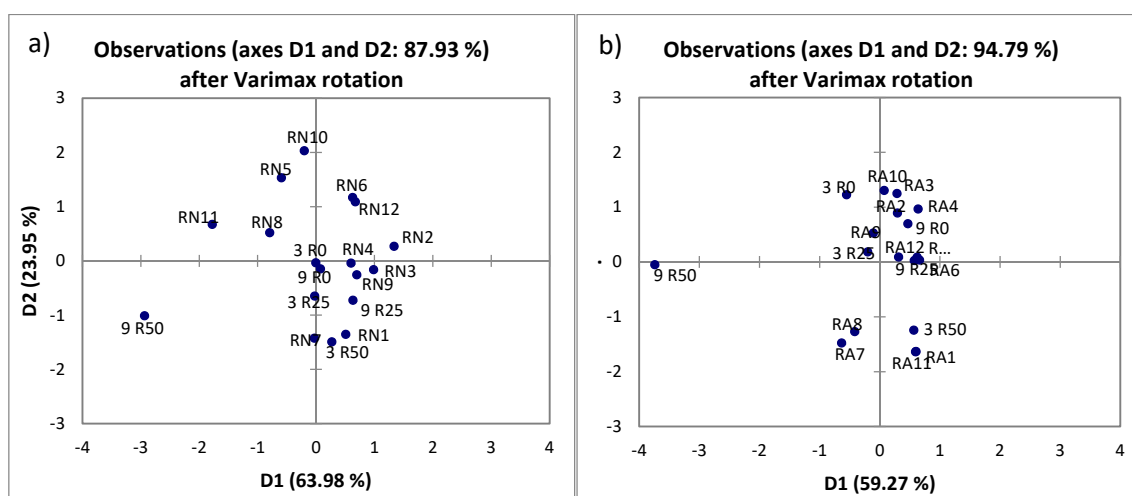 a)
Observations (axes D1 and D2: 87.93 %)
after Varimax rotation
3
2
1
0
-1
-2
-3
-4
-3
-2
-1
0
1
2
3
4
D2 (23.95 %)
D1 (63.98 %)
RN10
RN5
RN6
RN12
RN11
RN8
RN2
3 R0
RN4
9 R0
RN3
RN9
3 R25
9 R25
9 R50
RN7
RN1
3 R50
b)
Observations (axes D1 and D2: 94.79 %)
after Varimax rotation
3
2
1
0
-1
-2
-3
-4
-3
-2
-1
0
1
2
3
4
D1 (59.27 %)
RA10
3 R0
RA3
RA2
RA4
RA9
9 R0
3 R25
RA12
R...
9 R25
RA6
9 R50
RA8
3 R50
RA7
RA11
RA1